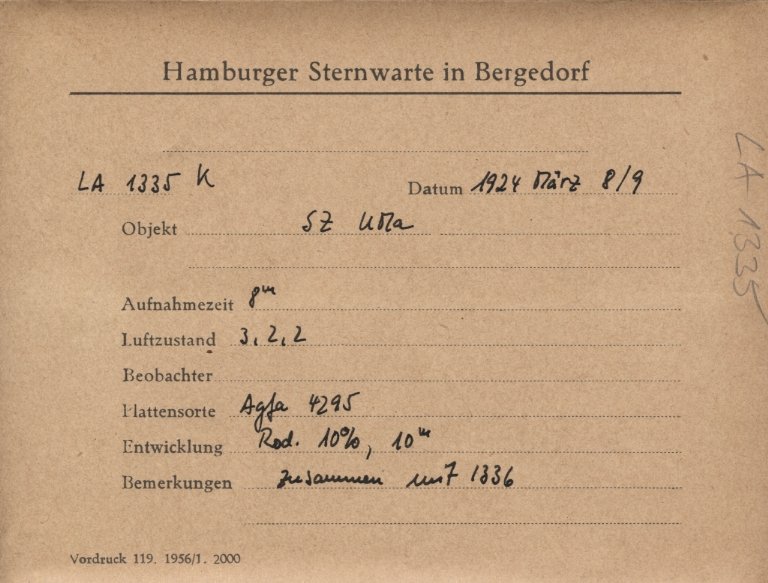 Hamburger Sternwarte in Bergedorf
LA 1335 K Datum 1924 März 8/9
Objekt SZ UMa
Aufnahmezeit 8ᵐ
Luftzustand 3, 2, 2
Beobachter
Plattensorte Agfa 4295
Entwicklung Rod. 10%, 10ᵐ
Bemerkungen zusammen mit 1336
Vordruck 119. 1956/1. 2000
LA 1335